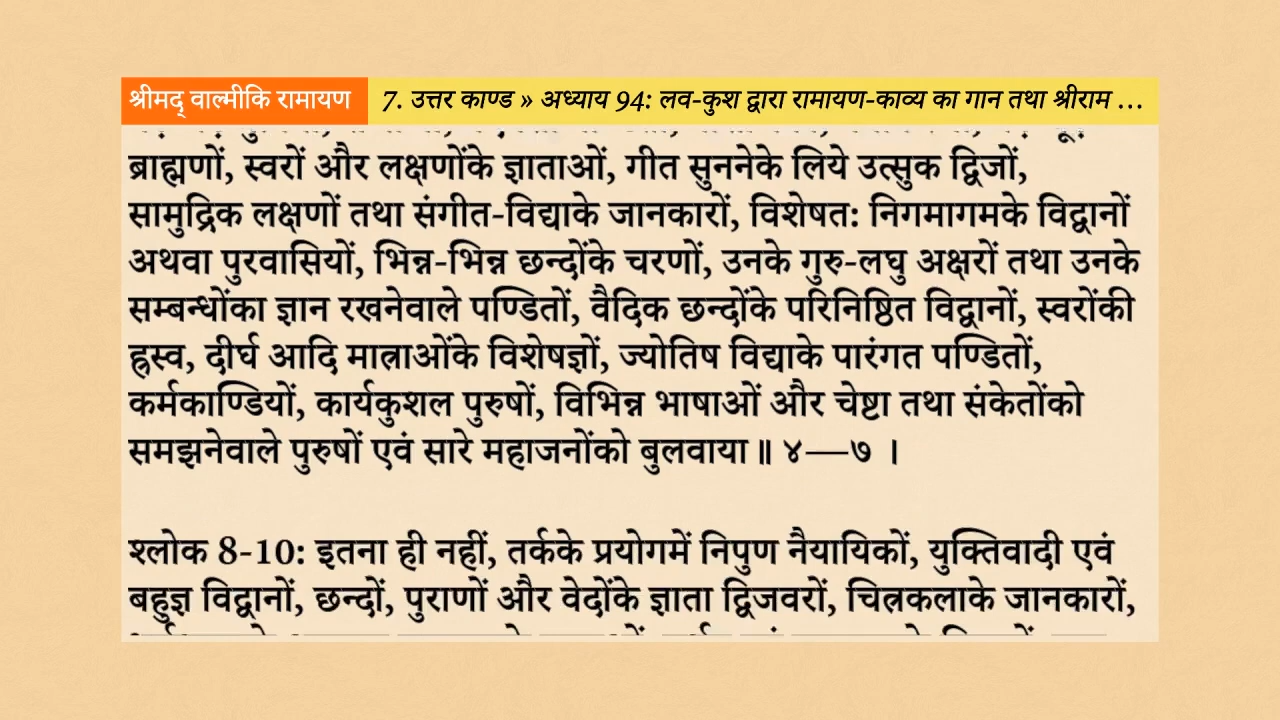 श्रीमद् वाल्मीकि रामायण
7. उत्तर काण्ड » अध्याय 94: लव-कुश द्वारा रामायण-काव्य का गान तथा श्रीराम ...
ब्राह्मणों, स्वरों और लक्षणोंके ज्ञाताओं, गीत सुननेके लिये उत्सुक द्विजों,
सामुद्रिक लक्षणों तथा संगीत-विद्याके जानकारों, विशेषत: निगमागमके विद्वानों
अथवा पुरवासियों, भिन्न-भिन्न छन्दोंके चरणों, उनके गुरु-लघु अक्षरों तथा उनके
सम्बन्धोंका ज्ञान रखनेवाले पण्डितों, वैदिक छन्दोंके परिनिष्ठित विद्वानों, स्वरोंकी
ह्रस्व, दीर्घ आदि मात्राओंके विशेषज्ञों, ज्योतिष विद्याके पारंगत पण्डितों,
कर्मकाण्डियों, कार्यकुशल पुरुषों, विभिन्न भाषाओं और चेष्टा तथा संकेतोंको
समझनेवाले पुरुषों एवं सारे महाजनोंको बुलवाया॥ ४—७ ।
श्लोक 8-10: इतना ही नहीं, तर्कके प्रयोगमें निपुण नैयायिकों, युक्तिवादी एवं
बहुज्ञ विद्वानों, छन्दों, पुराणों और वेदोंके ज्ञाता द्विजवरों, चित्रकलाके जानकारों,